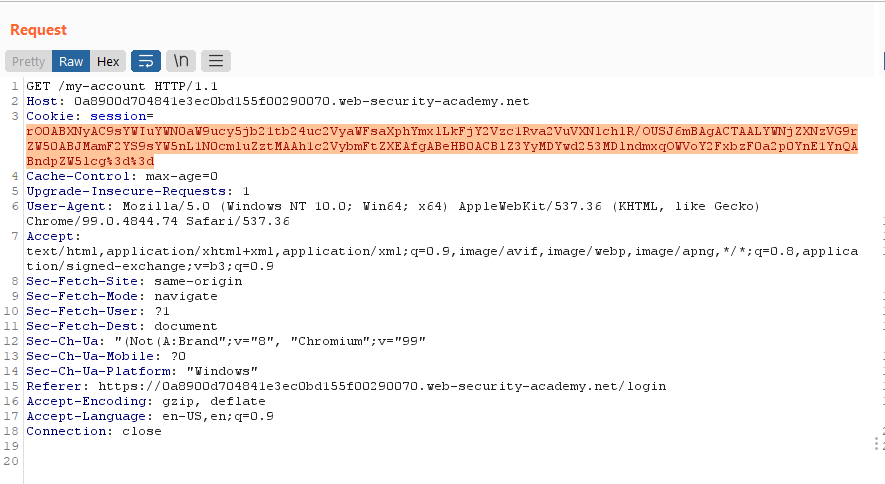 Request
Pretty Raw Hex \n
1 GET /my-account HTTP/1.1
2 Host: 0a8900d704841e3ec0bd155f00290070.web-security-academy.net
3 Cookie: session=
rO0ABXNyAC9sYWIuYWN0aW9ucy5jb21tb24uc2VyaWFsaXphYmxlLkFjY2Vzc1Rva2VuVXNlch1R/OUSJ6mBAgACTAALYWNjZXNzVG9r
ZW50ABJMamF2YS9sYW5nL1N0cmluZztMAAh1c2VybmFtZXEAfgABeHB0ACB1Z3YyMDYwd253MDlndmxqOWVoY2FxbzF0a2p0YnE1YnQA
BndpZW5lcg%3d%3d
4 Cache-Control: max-age=0
5 Upgrade-Insecure-Requests: 1
6 User-Agent: Mozilla/5.0 (Windows NT 10.0; Win64; x64) AppleWebKit/537.36 (KHTML, like Gecko)
Chrome/99.0.4844.74 Safari/537.36
7 Accept:
text/html,application/xhtml+xml,application/xml;q=0.9,image/avif,image/webp,image/apng,*/*;q=0.8,applica
tion/signed-exchange;v=b3;q=0.9
8 Sec-Fetch-Site: same-origin
9 Sec-Fetch-Mode: navigate
10 Sec-Fetch-User: ?1
11 Sec-Fetch-Dest: document
12 Sec-Ch-Ua: "(Not(A:Brand";v="8", "Chromium";v="99"
13 Sec-Ch-Ua-Mobile: ?0
14 Sec-Ch-Ua-Platform: "Windows"
15 Referer: https://0a8900d704841e3ec0bd155f00290070.web-security-academy.net/login
16 Accept-Encoding: gzip, deflate
17 Accept-Language: en-US,en;q=0.9
18 Connection: close
19
20